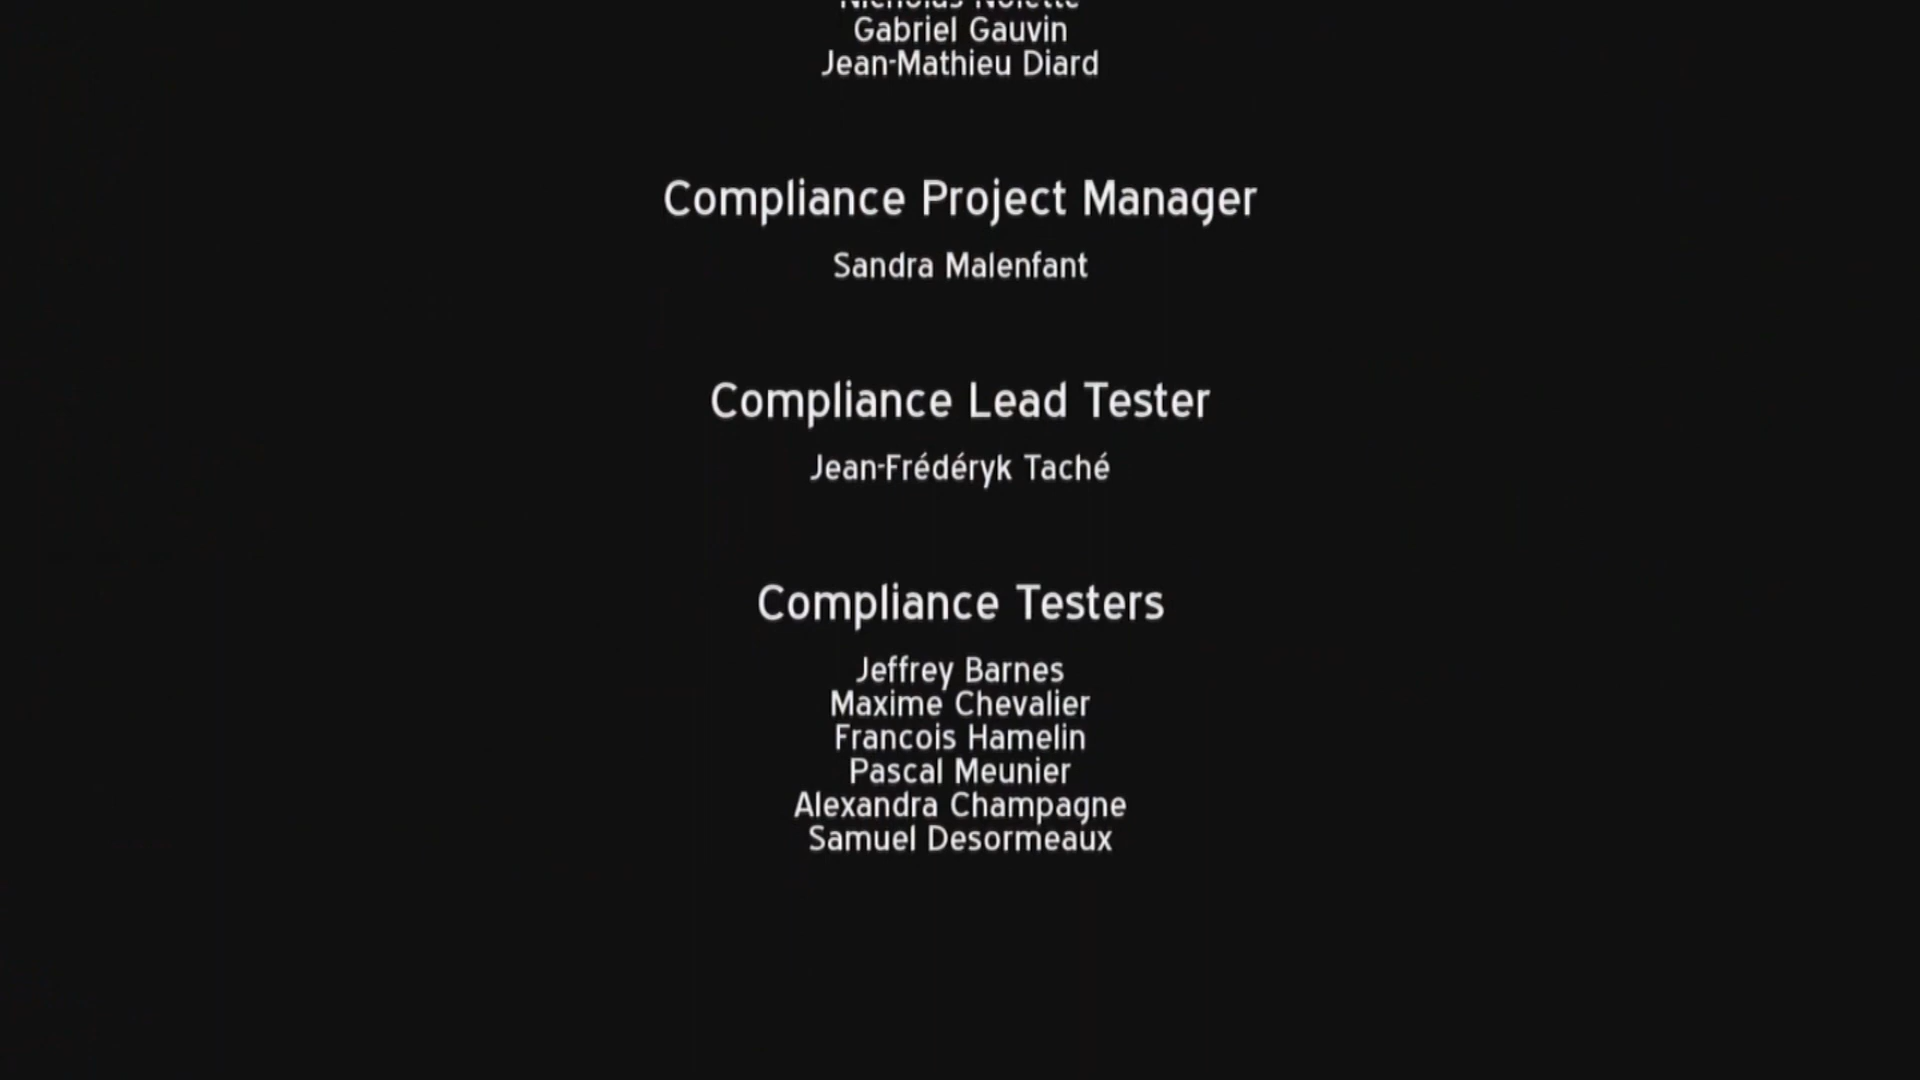 Gabriel Gauvin
Jean-Mathieu Diard
Compliance Project Manager
Sandra Malenfant
Compliance Lead Tester
Jean-Frédéryk Taché
Compliance Testers
Jeffrey Barnes
Maxime Chevalier
Francois Hamelin
Pascal Meunier
Alexandra Champagne
Samuel Desormeaux